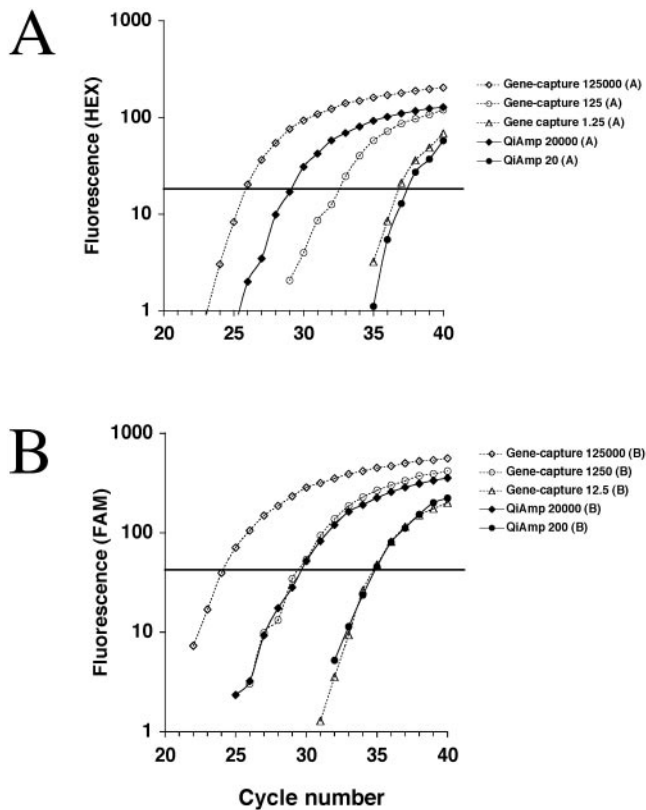 A
1000
100
10
1
Fluorescence (HEX)
20 25 30 35 40
Gene-capture 125000 (A)
Gene-capture 125 (A)
Gene capture 1.25 (A)
QiAmp 20000 (A)
QiAmp 20 (A)
B
1000
100
10
1
Fluorescence (FAM)
20 25 30 35 40
Cycle number
Gene-capture 125000 (B)
Gene-capture 1250 (B)
Gene-capture 12.5 (B)
QiAmp 20000 (B)
QiAmp 200 (B)